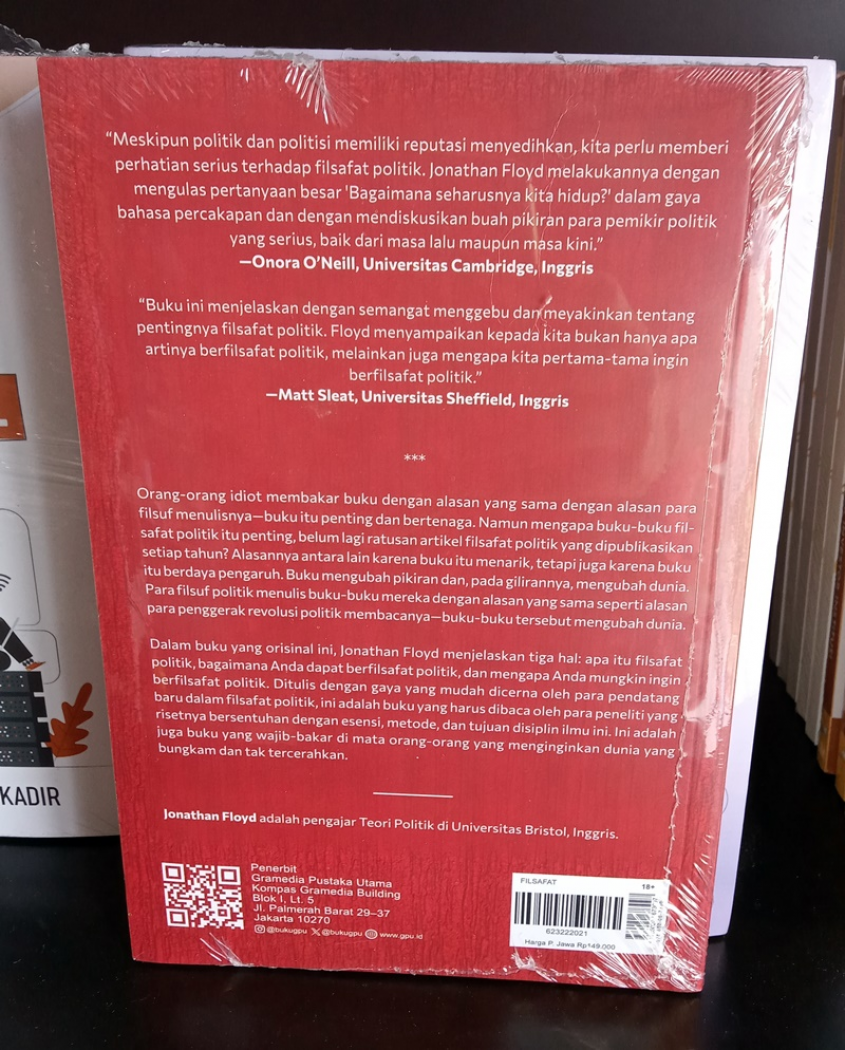 “Meskipun politik dan politisi memiliki reputasi menyedihkan, kita perlu memberi
perhatian serius terhadap filsafat politik. Jonathan Floyd melakukannya dengan
mengulas pertanyaan besar 'Bagaimana seharusnya kita hidup?' dalam gaya
bahasa percakapan dan dengan mendiskusikan buah pikiran para pemikir politik
yang serius, baik dari masa lalu maupun masa kini.”
—Onora O’Neill, Universitas Cambridge, Inggris
“Buku ini menjelaskan dengan semangat menggebu dan meyakinkan tentang
pentingnya filsafat politik. Floyd menyampaikan kepada kita bukan hanya apa
artinya berfilsafat politik, melainkan juga mengapa kita pertama-tama ingin
berfilsafat politik.”
—Matt Sleat, Universitas Sheffield, Inggris
***
Orang-orang idiot membakar buku dengan alasan yang sama dengan alasan para
filsuf menulisnya—buku itu penting dan bertenaga. Namun mengapa buku-buku fil-
safat politik itu penting, belum lagi ratusan artikel filsafat politik yang dipublikasikan
setiap tahun? Alasannya antara lain karena buku itu menarik, tetapi juga karena buku
itu berdaya pengaruh. Buku mengubah pikiran dan, pada gilirannya, mengubah dunia.
Para filsuf politik menulis buku-buku mereka dengan alasan yang sama seperti alasan
para penggerak revolusi politik membacanya—buku-buku tersebut mengubah dunia.
Dalam buku yang orisinal ini, Jonathan Floyd menjelaskan tiga hal: apa itu filsafat
politik, bagaimana Anda dapat berfilsafat politik, dan mengapa Anda mungkin ingin
berfilsafat politik. Ditulis dengan gaya yang mudah dicerna oleh para pendatang
baru dalam filsafat politik, ini adalah buku yang harus dibaca oleh para peneliti yang
risetnya bersentuhan dengan esensi, metode, dan tujuan disiplin ilmu ini. Ini adalah
juga buku yang wajib-bakar di mata orang-orang yang menginginkan dunia yang
bungkam dan tak tercerahkan.
Jonathan Floyd adalah pengajar Teori Politik di Universitas Bristol, Inggris.
KADIR
Penerbit
Gramedia Pustaka Utama
Kompas Gramedia Building
Blok I, Lt. 5
Jl. Palmerah Barat 29–37
Jakarta 10270
@bukugpu @bukugpu www.gpu.id
FILSAFAT
18+
623222021
Harga P. Jawa Rp149.000